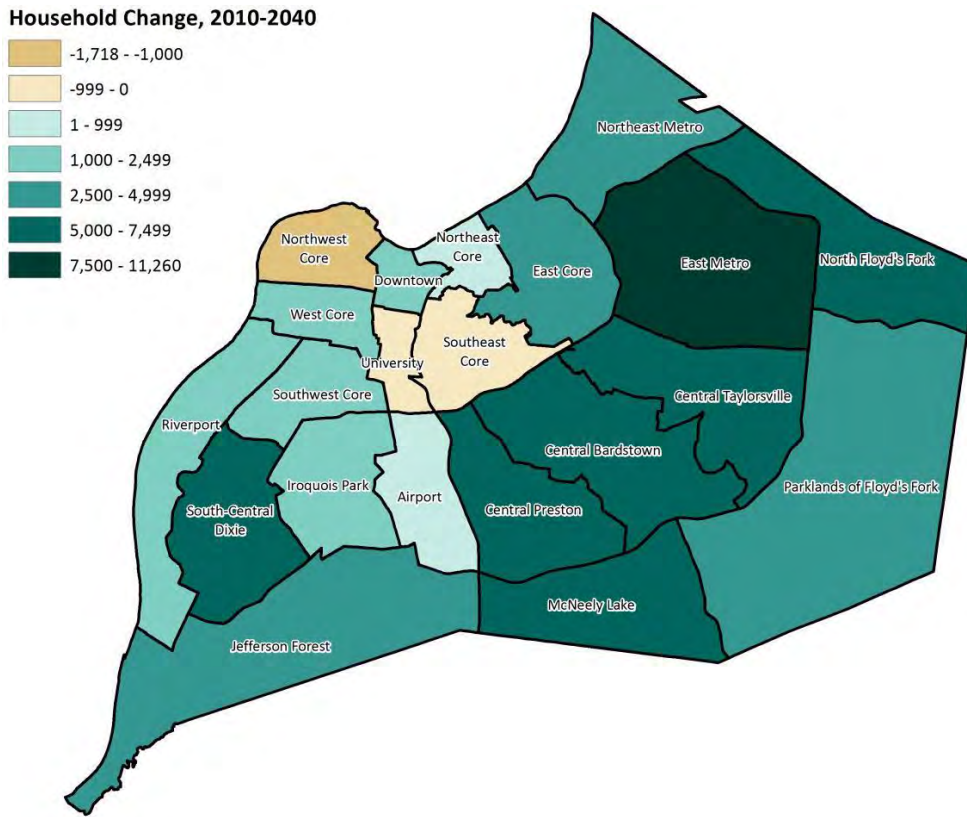 Household Change, 2010-2040
-1,718 - -1,000
-999 - 0
1 - 999
1,000 - 2,499
2,500 - 4,999
5,000 - 7,499
7,500 - 11,260
Northeast Metro
Northwest
Core
Northeast
Core
Downtown
East Core
East Metro
North Floyd's Fork
West Core
University
Southeast
Core
Southwest Core
Central Taylorsville
Riverport
Central Bardstown
Iroquois Park
Airport
Parklands of Floyd's Fork
South-Central
Dixie
Central Preston
McNeely Lake
Jefferson Forest